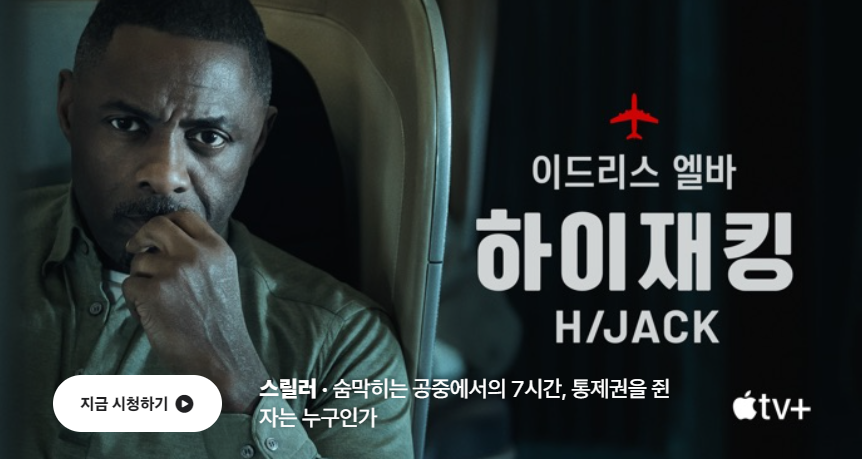 이드리스 엘바
하이재킹
H/JACK
스릴러 · 숨막히는 공중에서의 7시간, 통제권을 쥔
자는 누구인가
지금 시청하기
tv+